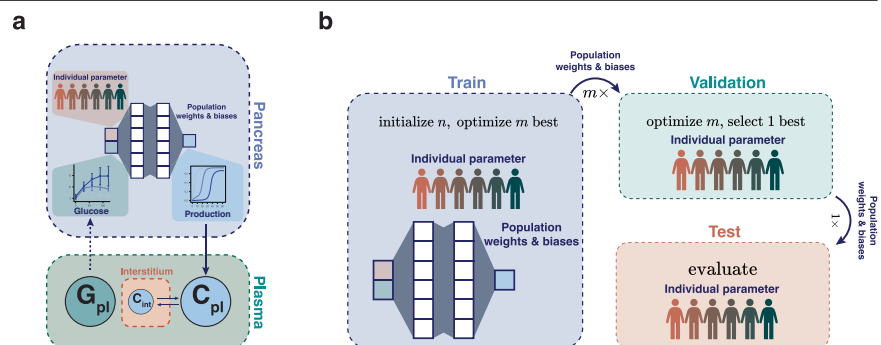 a
Individual parameter
Population
weights & biases
Glucose
Production
Pancreas
G pl
Interstitium
C int
C pl
Plasma
b
Train
initialize n, optimize m best
Individual parameter
Population
weights & biases
Population
weights & biases
m×
Validation
optimize m, select 1 best
Individual parameter
Population
weights & biases
1×
Test
evaluate
Individual parameter